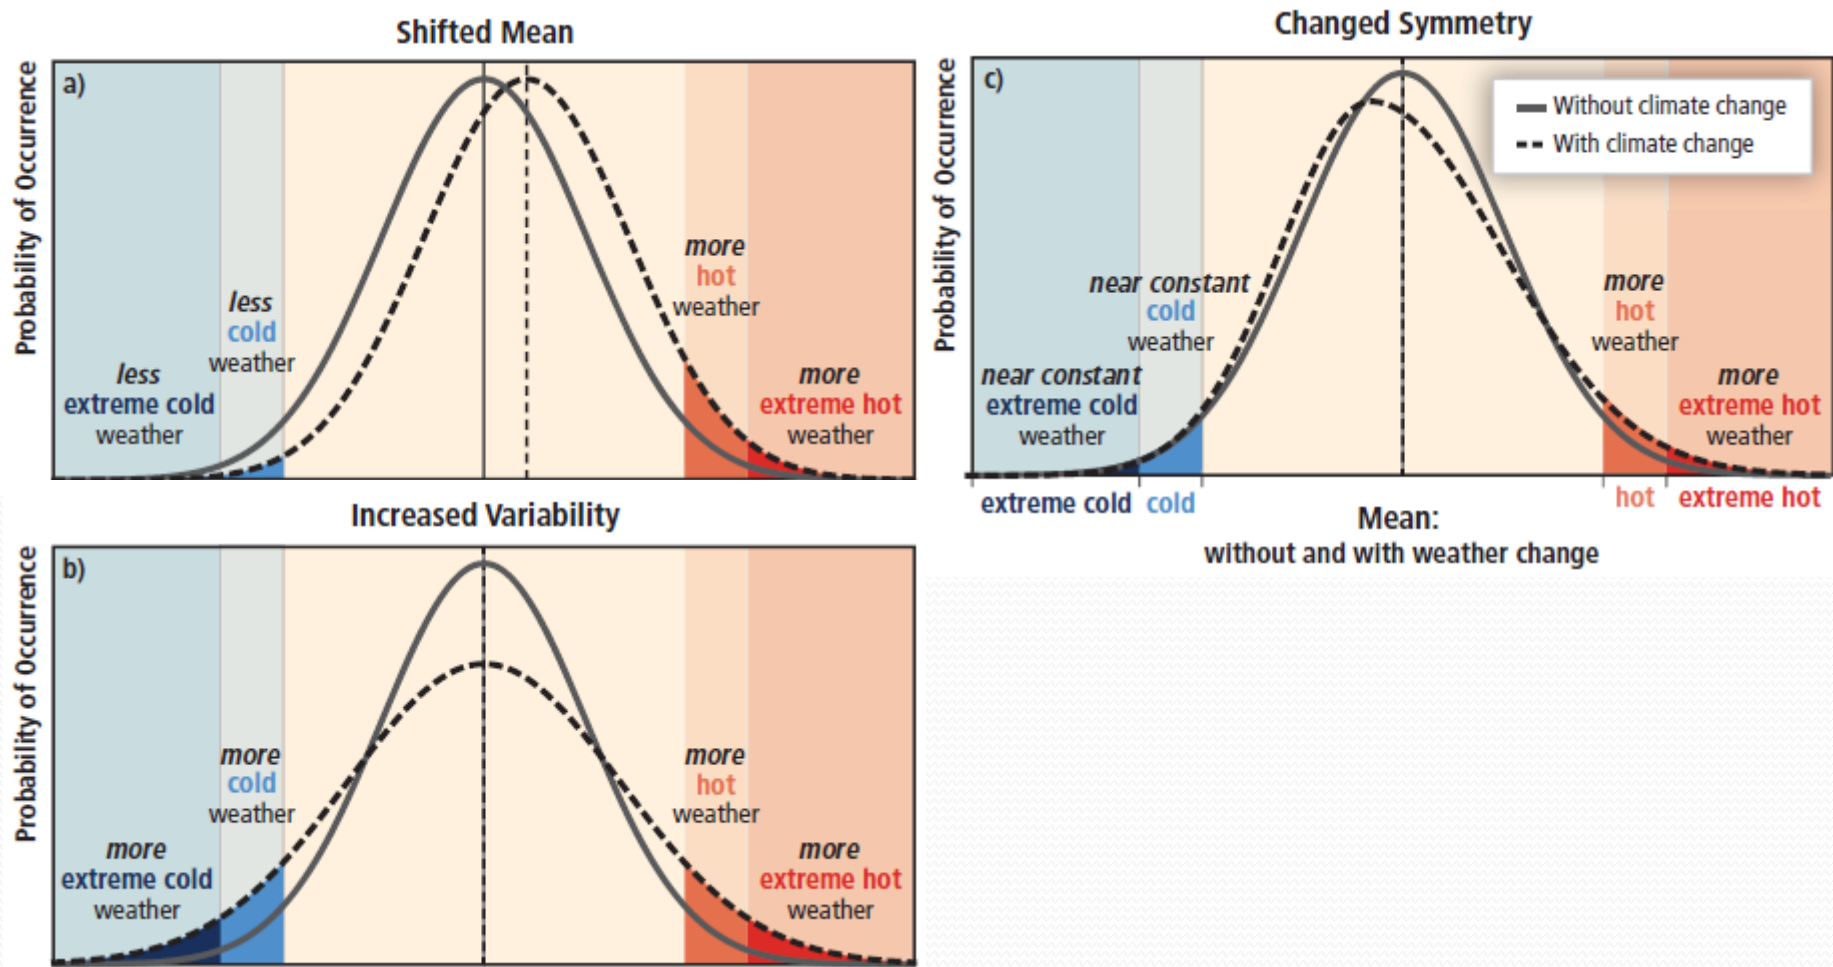 Shifted Mean
Probability of Occurrence
a)
less
cold
weather
less
extreme cold
weather
more
hot
weather
more
extreme hot
weather
Changed Symmetry
Probability of Occurrence
c)
Without climate change
With climate change
near constant
cold
weather
near constant
extreme cold
weather
more
hot
weather
more
extreme hot
weather
extreme cold cold
hot extreme hot
Mean:
without and with weather change
Increased Variability
Probability of Occurrence
b)
more
cold
weather
more
extreme cold
weather
more
hot
weather
more
extreme hot
weather